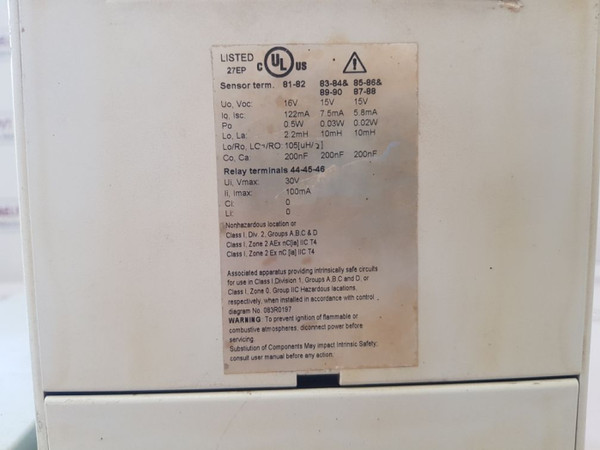 LISTED
27EP
C UL US
Sensor term. 81-82 83-84& 85-86&
89-90 87-88
Uo, Voc: 16V 15V 15V
Io, Isc: 122mA 7.5mA 5.8mA
Po 0.5W 0.03W 0.02W
Lo, La: 2.2mH 10mH 10mH
Lo/Ro, 105[uH/
Co, Ca 200nF 200nF 200nF
Relay terminals 44-45-46
Ui, Vmax: 30V
Ii, Imax: 100mA
Ci: 0
Li: 0
Nonhazardous location or
Class I, Div. 2, Groups A,B,C & D
Class I, Zone 2 AEx nC[ia] IIC T4
Class I, Zone 2 Ex nC [ia] IIC T4
Associated apparatus providing intrinsically safe circuits
for use in Class I,Division 1, Groups A,B,C and D, or
Class I, Zone 0, Group IIC Hazardous locations,
respectively, when installed in accordance with control
diagram No. 083R0197
WARNING: To prevent ignition of flammable or
combustive atmospheres, diconnect power before
servicing.
Substiution of Components May impact Intrinsic Safety;
consult user manual before any action.